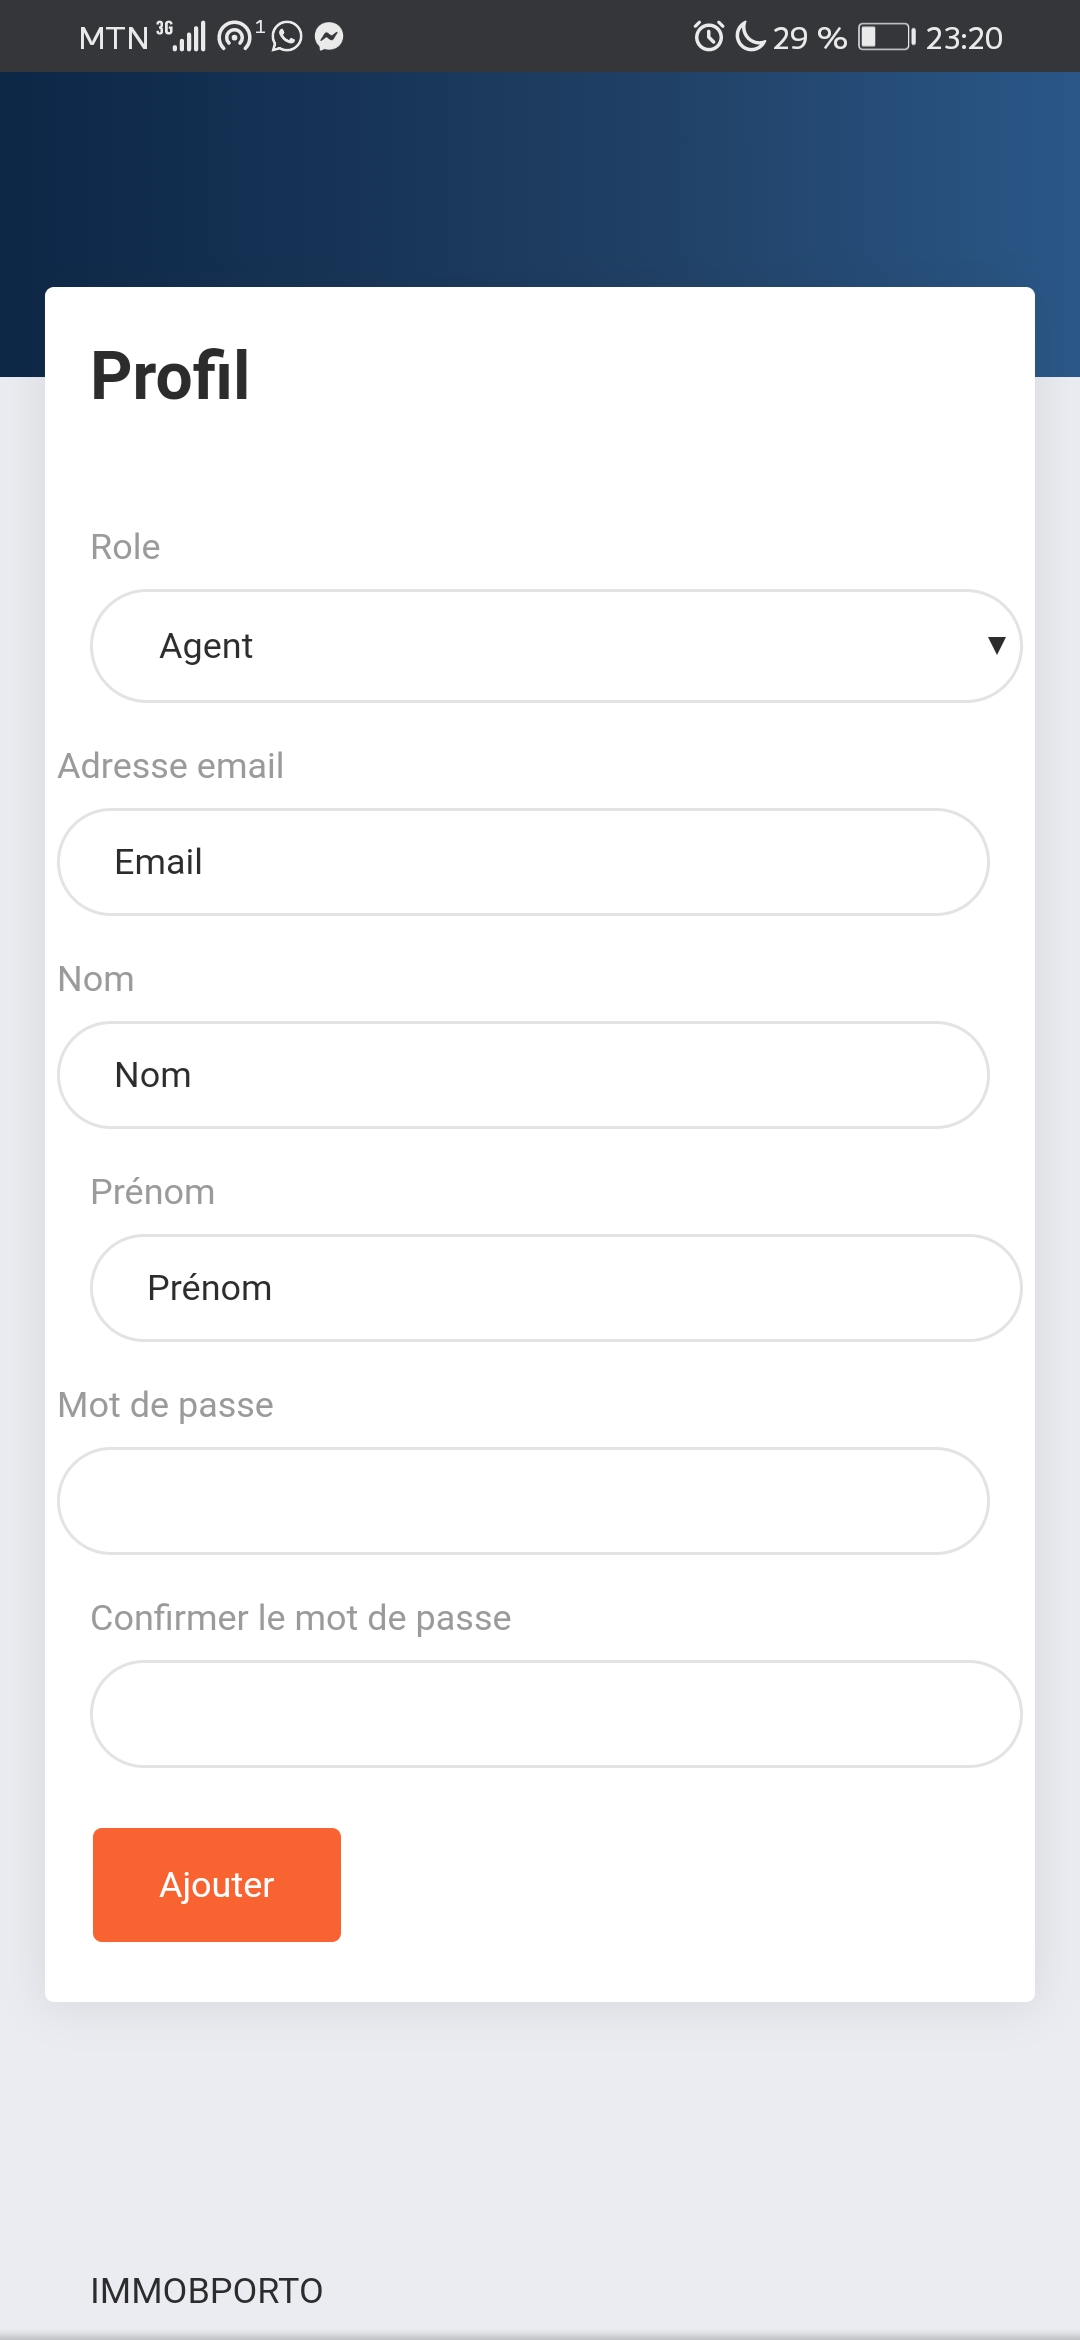 MTN 3G 1 29 % 23:20
Profil
Role
Agent
Adresse email
Email
Nom
Nom
Prénom
Prénom
Mot de passe
Confirmer le mot de passe
Ajouter
IMMOBPORTO